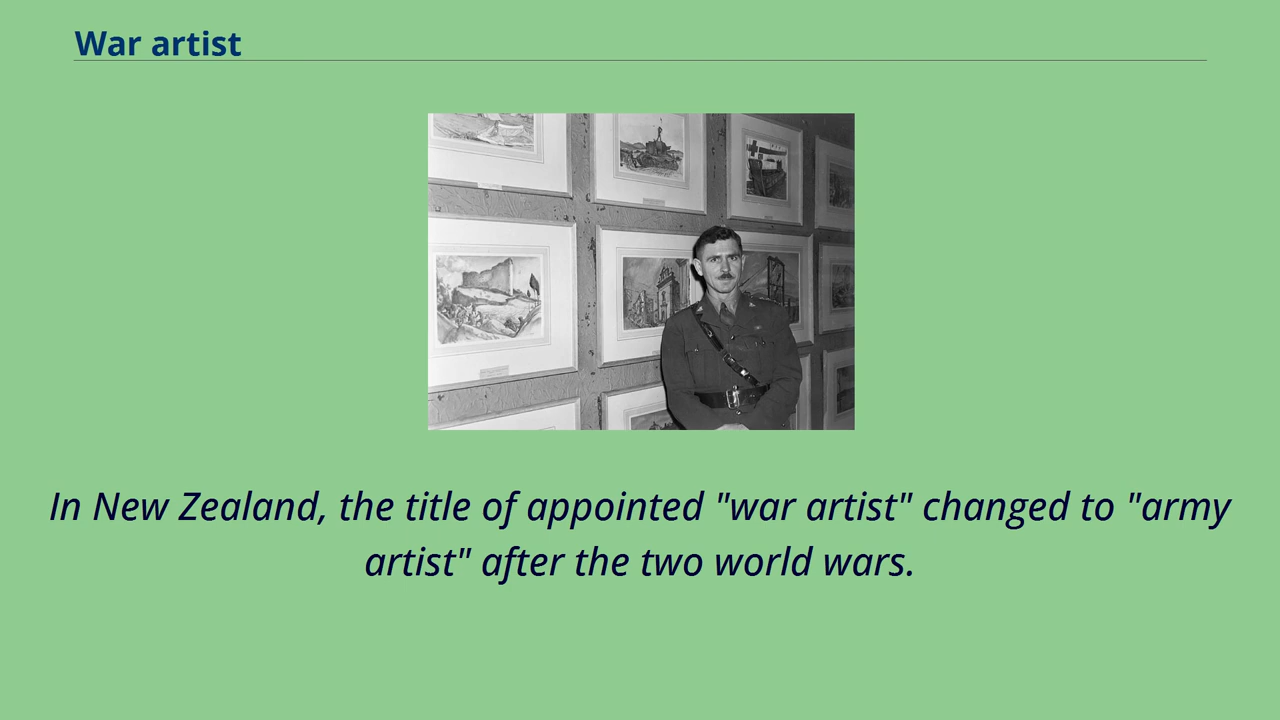 War artist
In New Zealand, the title of appointed "war artist" changed to "army
artist" after the two world wars.